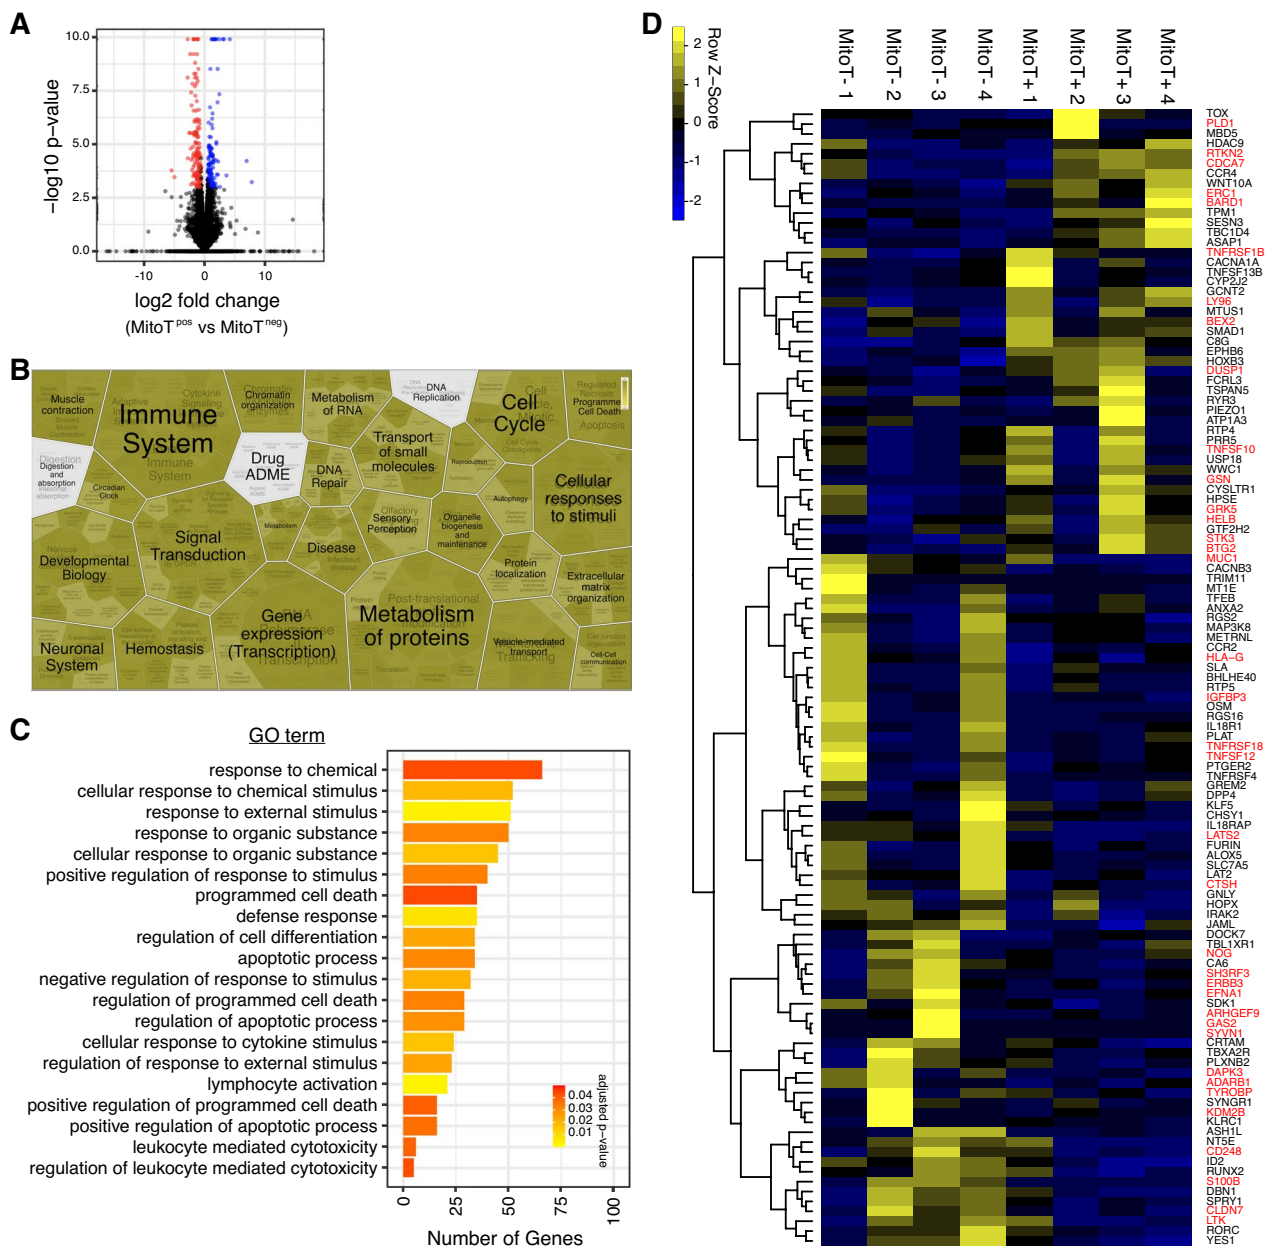 A
10.0
7.5
5.0
2.5
0.0
−log10 p−value
-10
0
10
log2 fold change
(MitoTpos vs MitoTneg)
B
Muscle contraction
Immune System
Chromatin organization
Metabolism of RNA
DNA Replication
Cell Cycle
Programmed Cell Death
Apoptosis
Digestion and absorption
Circadian Clock
Drug ADME
DNA Repair
Transport of small molecules
Reproduction
Cellular responses to stimuli
Autophagy
Developmental Biology
Signal Transduction
Metabolism
Disease
Sensory Perception
Organelle biogenesis and maintenance
Protein localization
Extracellular matrix organization
Neuronal System
Hemostasis
Gene expression (Transcription)
Metabolism of proteins
Vesicle-mediated transport
Cell-Cell communication
C
GO term
response to chemical
cellular response to chemical stimulus
response to external stimulus
response to organic substance
cellular response to organic substance
positive regulation of response to stimulus
programmed cell death
defense response
regulation of cell differentiation
apoptotic process
negative regulation of response to stimulus
regulation of programmed cell death
regulation of apoptotic process
cellular response to cytokine stimulus
regulation of response to external stimulus
lymphocyte activation
positive regulation of programmed cell death
positive regulation of apoptotic process
leukocyte mediated cytotoxicity
regulation of leukocyte mediated cytotoxicity
0
25
50
75
100
Number of Genes
0.04
0.03
0.02
0.01
adjusted p-value
D
2
1
0
-1
-2
Row Z−Score
MitoT- 1
MitoT- 2
MitoT- 3
MitoT- 4
MitoT+ 1
MitoT+ 2
MitoT+ 3
MitoT+ 4
TOX
PLD1
MBD5
HDAC9
RTKN2
CDCA7
CCR4
WNT10A
ERC1
BARD1
TPM1
SESN3
TBC1D4
ASAP1
TNFRSF1B
CACNA1A
TNFSF13B
CYP2J2
GCNT2
LY96
MTUS1
BEX2
SMAD1
C8G
EPHB6
HOXB3
DUSP1
FCRL3
TSPAN5
RYR3
PIEZO1
ATP1A3
RTP4
PRR5
TNFSF10
USP18
WWC1
GSN
CYSLTR1
HPSE
GRK5
HELB
GTF2H2
STK3
BTG2
MUC1
CACNB3
TRIM11
MT1E
TFEB
ANXA2
RGS2
MAP3K8
METRNL
CCR2
HLA−G
SLA
BHLHE40
RTP5
IGFBP3
OSM
RGS16
IL18R1
PLAT
TNFRSF18
TNFSF12
PTGER2
TNFRSF4
GREM2
DPP4
KLF5
CHSY1
IL18RAP
LATS2
FURIN
ALOX5
SLC7A5
LAT2
CTSH
GNLY
HOPX
IRAK2
JAML
DOCK7
TBL1XR1
NOG
CA6
SH3RF3
ERBB3
EFNA1
SDK1
ARHGEF9
GAS2
SYVN1
CRTAM
TBXA2R
PLXNB2
DAPK3
ADARB1
TYROBP
SYNGR1
KDM2B
KLRC1
ASH1L
NT5E
CD248
ID2
RUNX2
S100B
DBN1
SPRY1
CLDN7
LTK
RORC
YES1